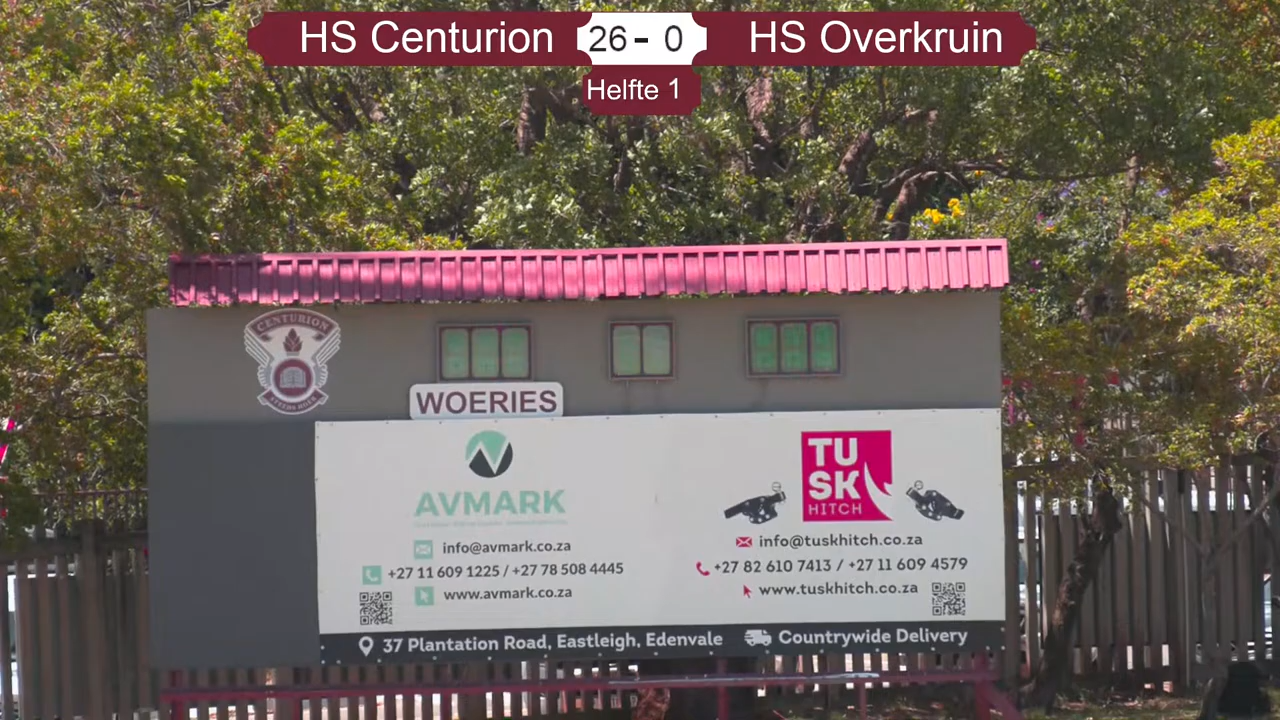 HS Centurion 26 - 0 HS Overkruin
Helfte 1
CENTURION
WOERIES
AVMARK
info@avmark.co.za
+27 11 609 1225 / +27 78 508 4445
www.avmark.co.za
TU
SK
HITCH
info@tuskhitch.co.za
+27 82 610 7413 / +27 11 609 4579
www.tuskhitch.co.za
37 Plantation Road, Eastleigh, Edenvale
Countrywide Delivery